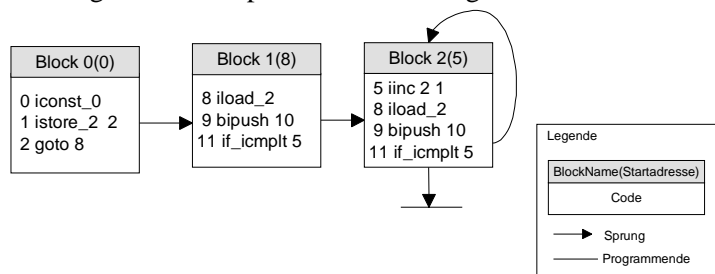 Block 0(0)
0 iconst_0
1 istore_2 2
2 goto 8
Block 1(8)
8 iload_2
9 bipush 10
11 if_icmplt 5
Block 2(5)
5 iinc 2 1
8 iload_2
9 bipush 10
11 if_icmplt 5
Legende
BlockName(Startadresse)
Code
Sprung
Programmende